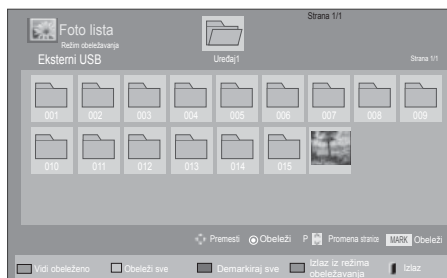 Strana 1/1
Foto lista
Režim obeležavanja
Eksterni USB
Uređaj1
Strana 1/1
001 002 003 004 005 006 007 008 009
010 011 012 013 014 015
Premesti Obeleži P Promena stranice MARK Obeleži
Vidi obeleženo Obeleži sve Demarkiraj sve Izlaz iz režima obeležavanja Izlaz